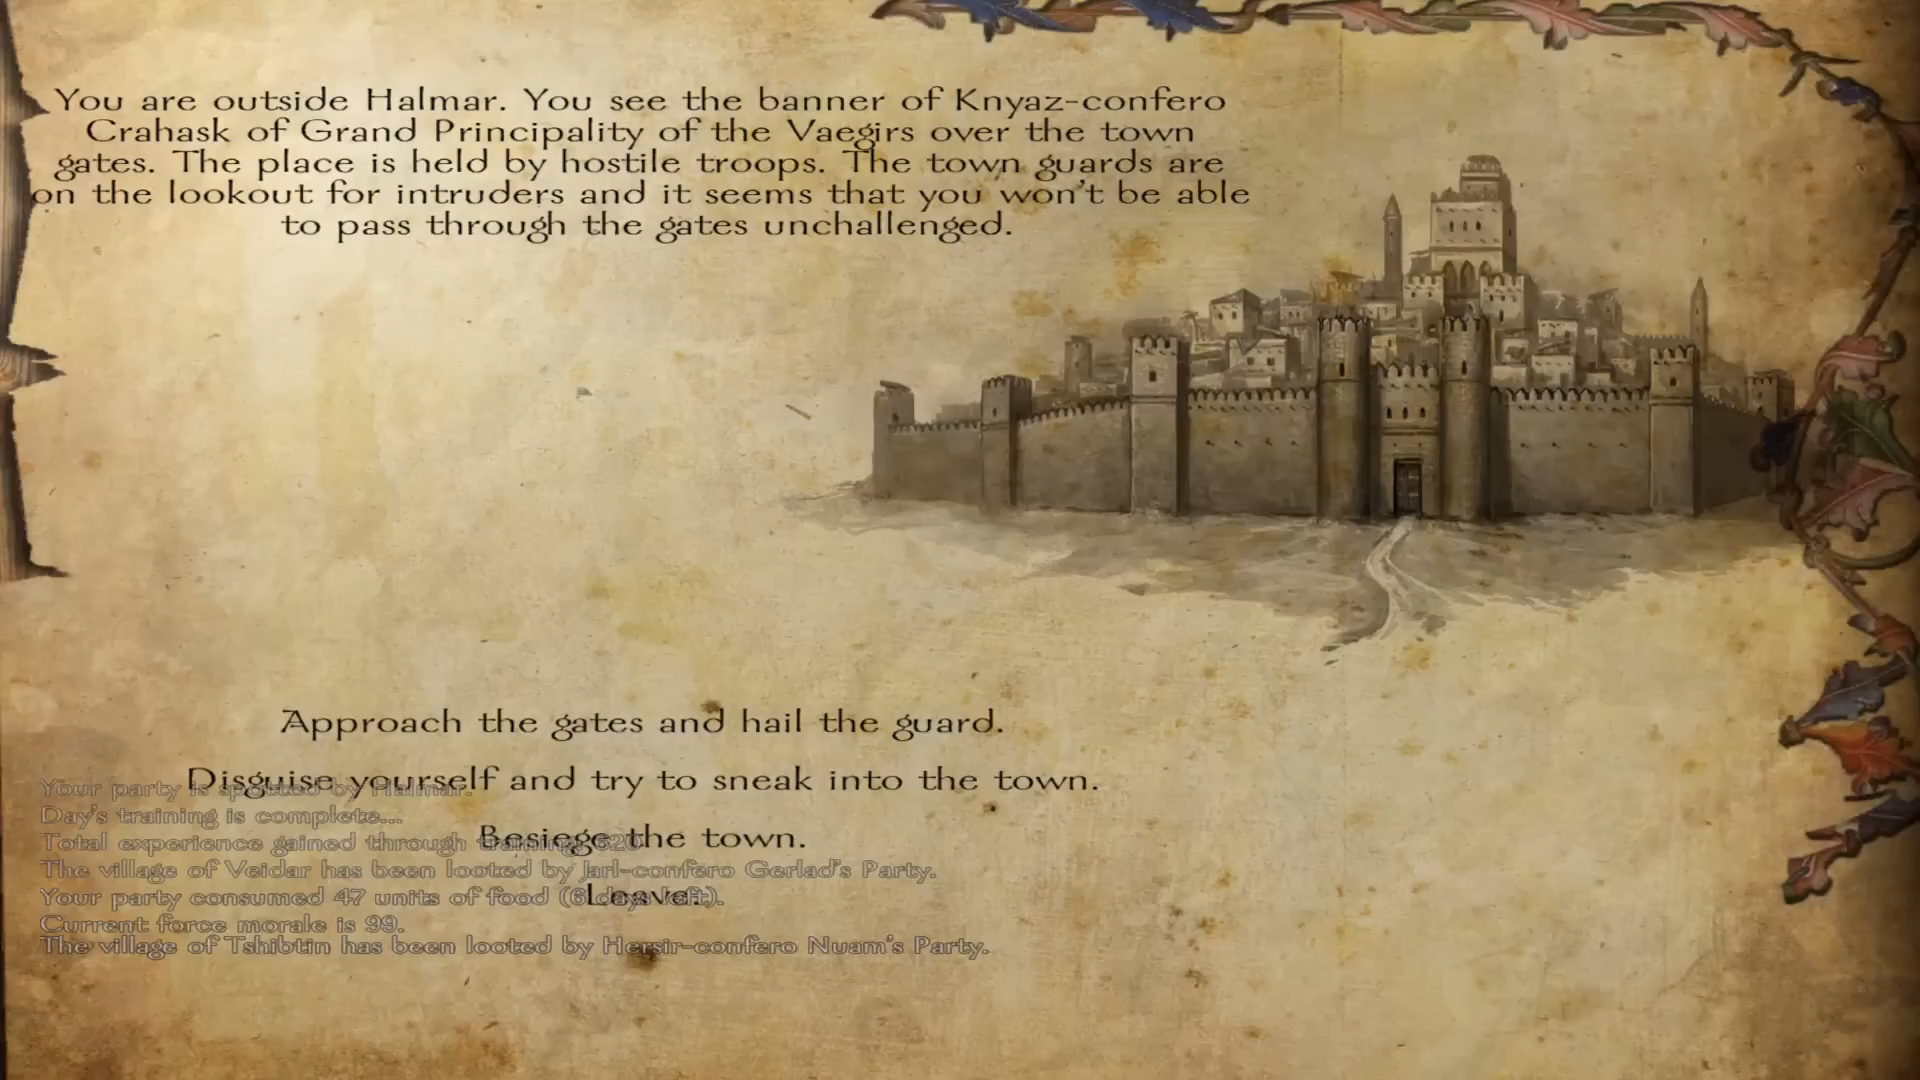 You are outside Halmar. You see the banner of Knyaz-confero
Crahask of Grand Principality of the Vaegirs over the town
gates. The place is held by hostile troops. The town guards are
on the lookout for intruders and it seems that you won't be able
to pass through the gates unchallenged.
Approach the gates and hail the guard.
Disguise yourself and try to sneak into the town.
Your party is spotted by Halmar.
Day's training is complete...
Besiege the town.
Total experience gained through training: 620
The village of Veidar has been looted by Jarl-confero Gerlad's Party.
Leave.
Your party consumed 47 units of food (6 days left).
Current force morale is 99.
The village of Tshibtin has been looted by Hersir-confero Nuam's Party.